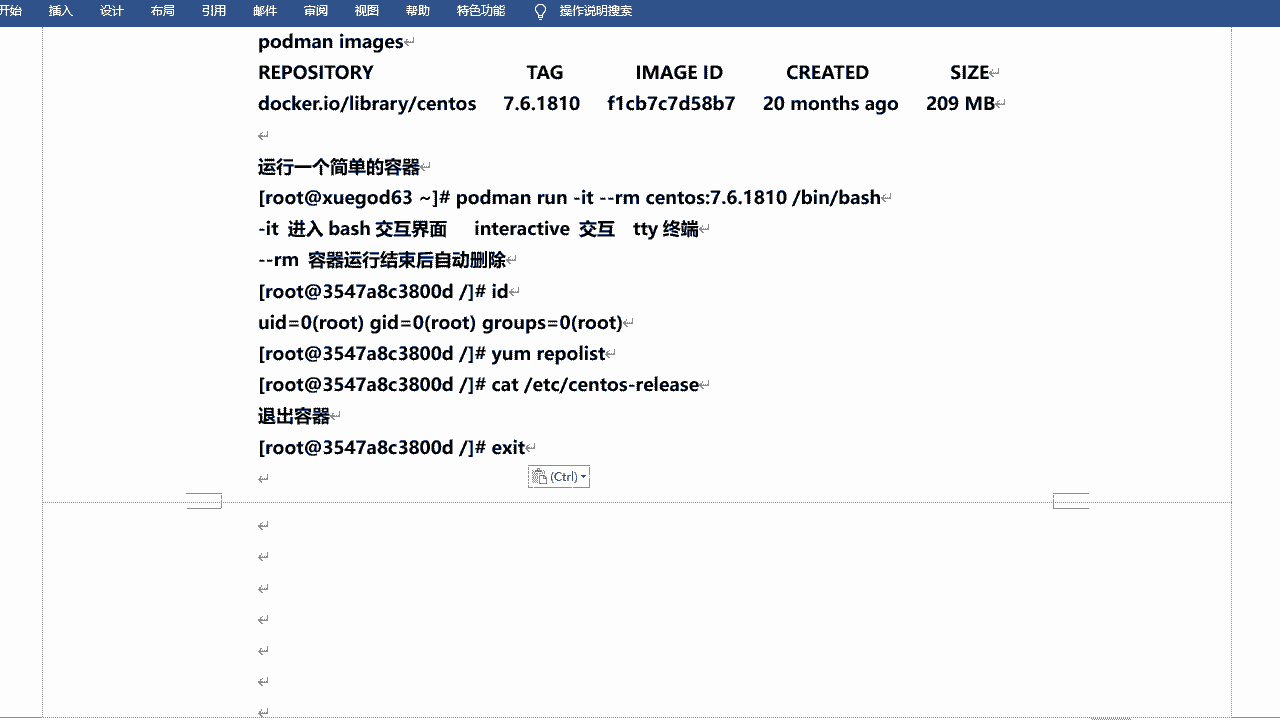 开始 插入 设计 布局 引用 邮件 审阅 视图 帮助 特色功能 操作说明搜索
podman images
REPOSITORY TAG IMAGE ID CREATED SIZE
docker.io/library/centos 7.6.1810 f1cb7c7d58b7 20 months ago 209 MB
运行一个简单的容器
[root@xuegod63 ~]# podman run -it --rm centos:7.6.1810 /bin/bash
-it 进入 bash 交互界面 interactive 交互 tty 终端
--rm 容器运行结束后自动删除
[root@3547a8c3800d /]# id
uid=0(root) gid=0(root) groups=0(root)
[root@3547a8c3800d /]# yum repolist
[root@3547a8c3800d /]# cat /etc/centos-release
退出容器
[root@3547a8c3800d /]# exit
(Ctrl)